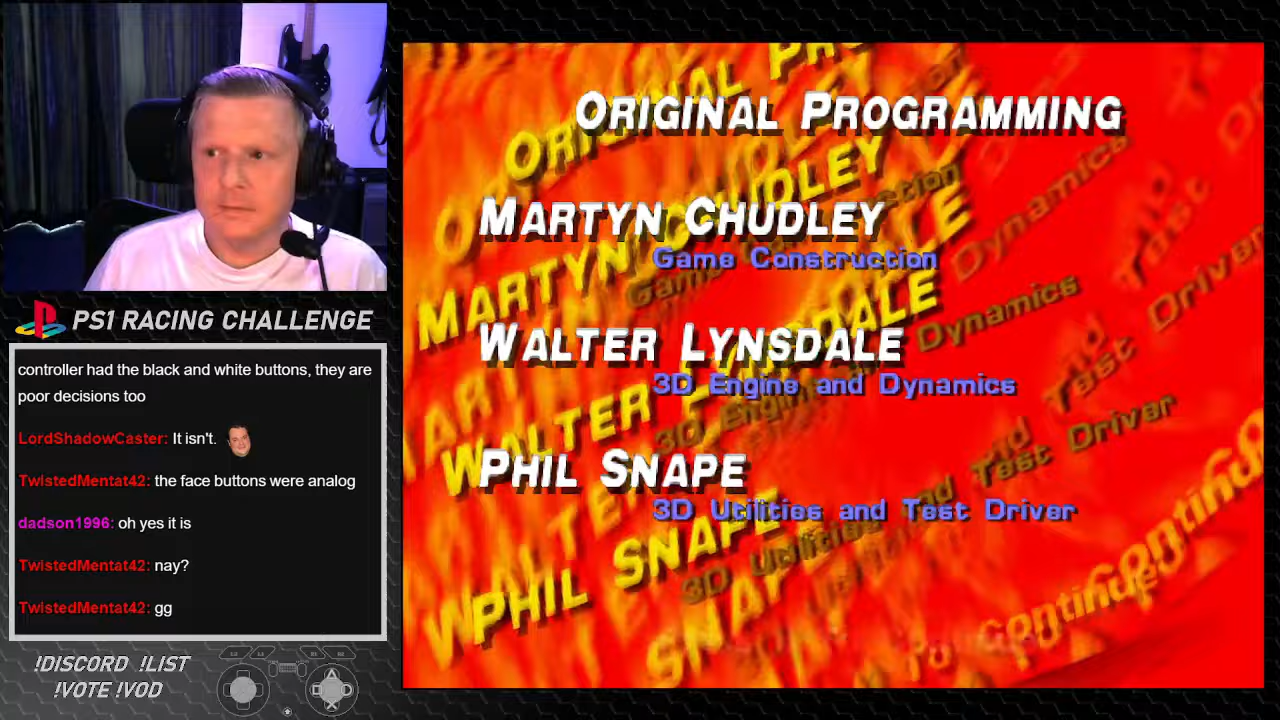 PS1 RACING CHALLENGE
controller had the black and white buttons, they are
poor decisions too
LordShadowCaster: It isn't.
TwistedMentat42: the face buttons were analog
dadson1996: oh yes it is
TwistedMentat42: nay?
TwistedMentat42: gg
!DISCORD !LIST
!VOTE !VOD
ORIGINAL PROGRAMMING
MARTYN CHUDLEY
Game Construction
WALTER LYNSDALE
3D Engine and Dynamics
PHIL SNAPE
3D Utilities and Test Driver
Continue